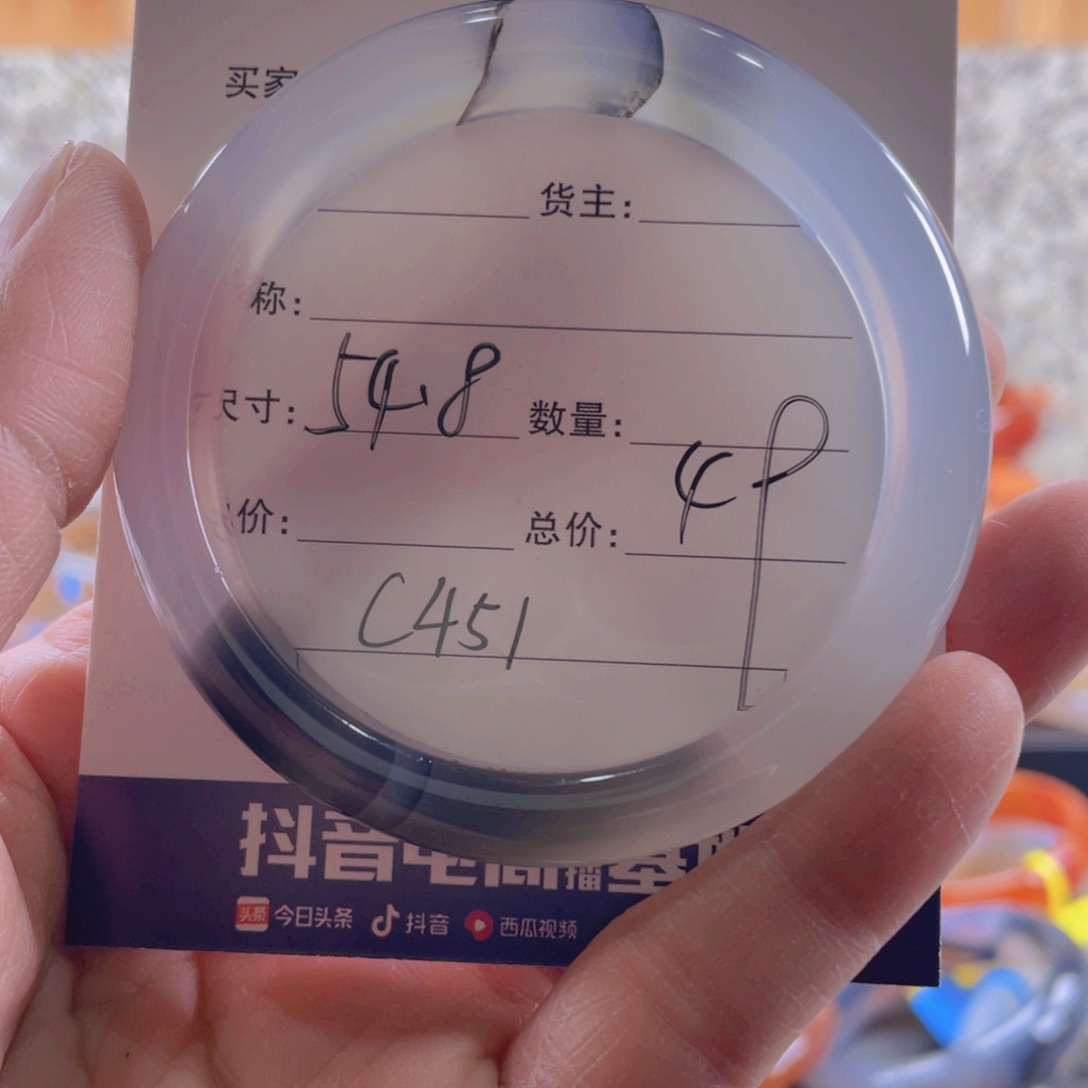 买家
货主:
称:
尺寸: 54.8 数量:
价: 总价:
C451
抖音电商
今日头条 抖音 西瓜视频